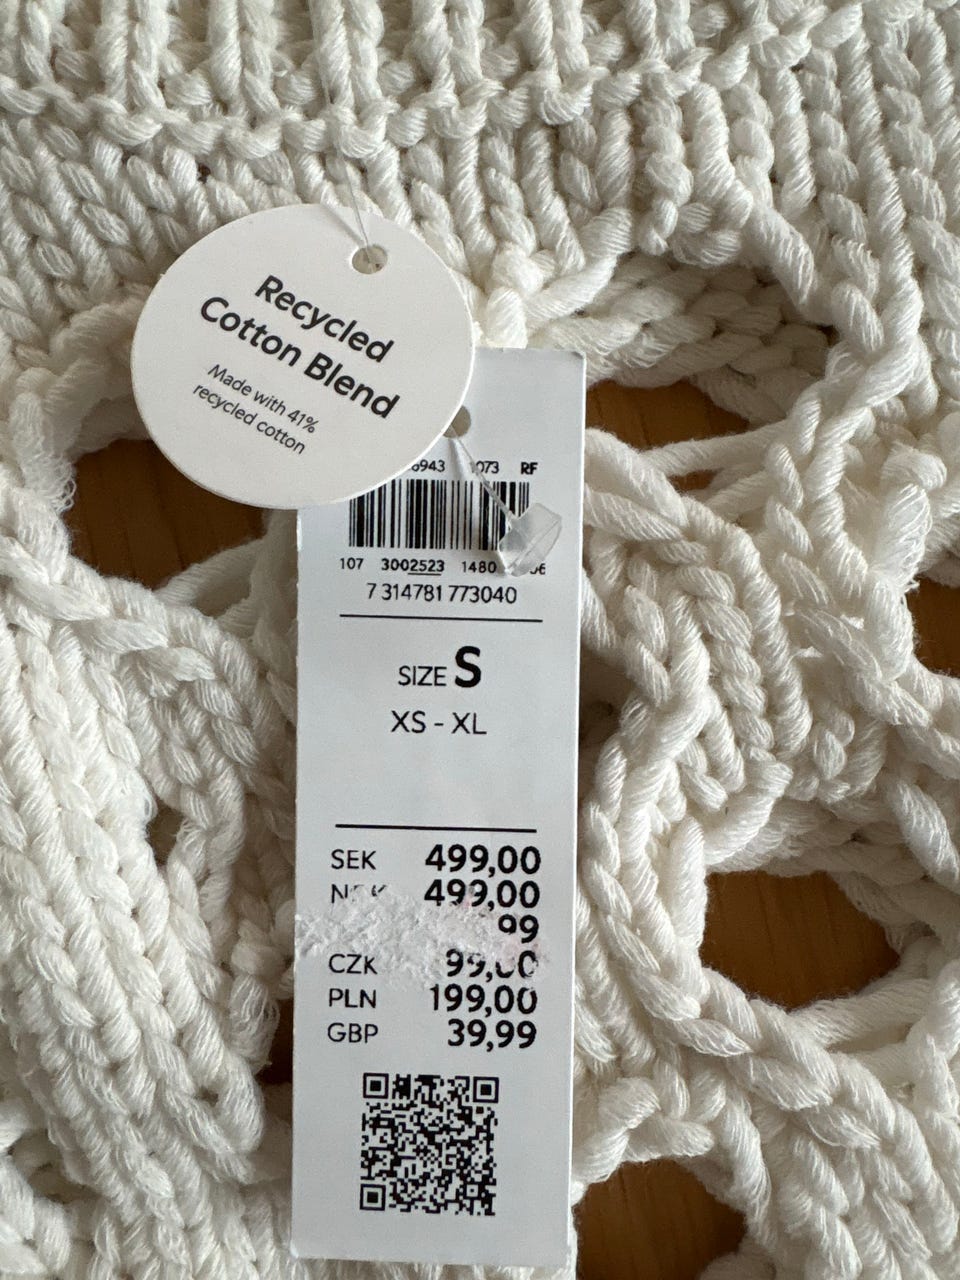 Recycled
Cotton Blend
Made with 41%
recycled cotton
RF
107 3002523 1480
7 314781 773040
SIZE S
XS - XL
SEK 499,00
499,00
CZK
PLN 199,00
GBP 39,99